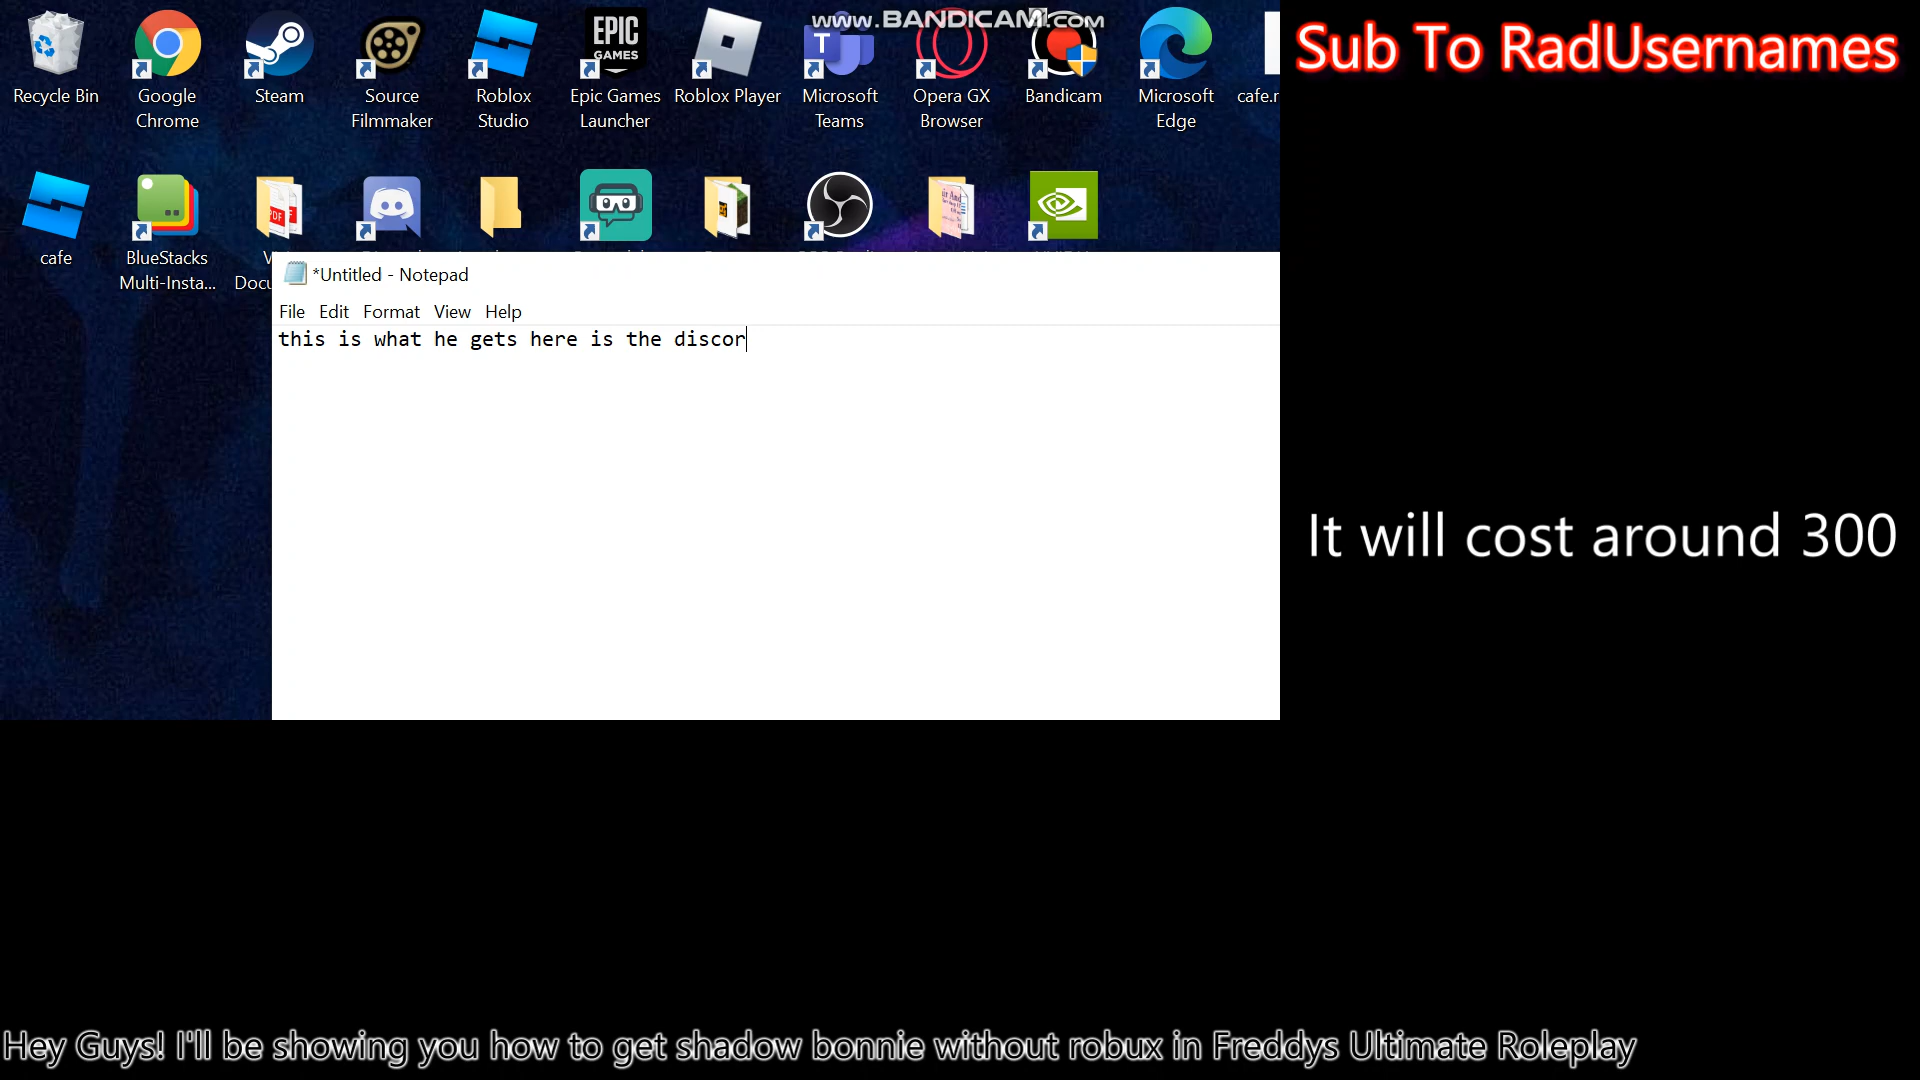 www.BANDICAM.com
Sub To RadUsernames
EPIC
GAMES
Recycle Bin
Google
Chrome
Steam
Source
Filmmaker
Roblox
Studio
Epic Games
Launcher
Roblox Player
Microsoft
Teams
Opera GX
Browser
Bandicam
Microsoft
Edge
cafe.r
cafe
BlueStacks
Multi-Insta...
V
Docu
PDF
*Untitled - Notepad
File Edit Format View Help
this is what he gets here is the discor
It will cost around 300
Hey Guys! I'll be showing you how to get shadow bonnie without robux in Freddys Ultimate Roleplay